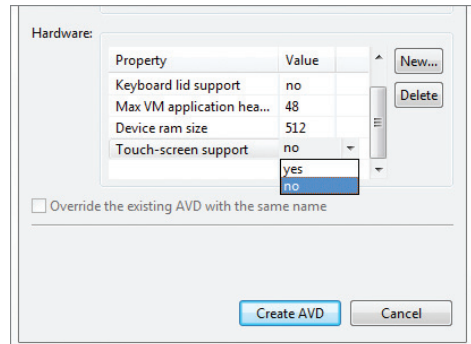 Hardware:
Property Value
New...
Keyboard lid support no
Delete
Max VM application hea... 48
Device ram size 512
Touch-screen support no
yes
no
Override the existing AVD with the same name
Create AVD Cancel